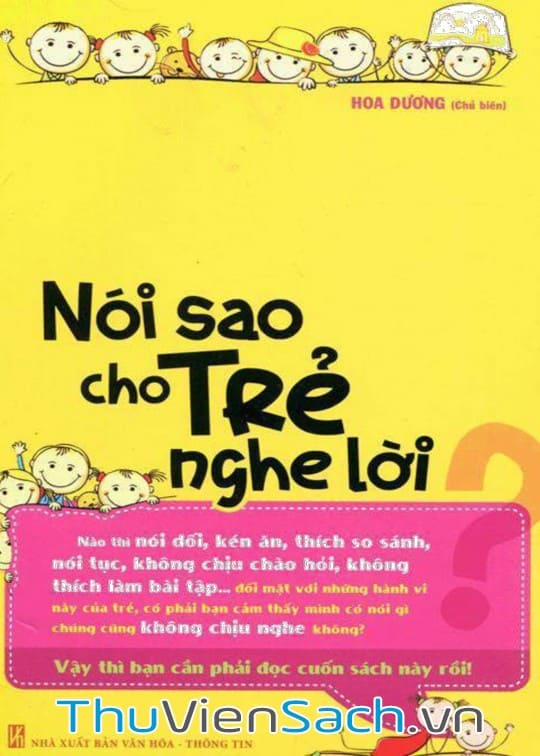 HOA DƯƠNG (Chủ biên)
Nói sao
cho TRẺ
nghe lời
?
Nào thì nói dối, kén ăn, thích so sánh,
nói tục, không chịu chào hỏi, không
thích làm bài tập... đối mặt với những hành vi
này của trẻ, có phải bạn cảm thấy mình có nói gì
chúng cũng không chịu nghe không?
Vậy thì bạn cần phải đọc cuốn sách này rồi!
ThuVienSach.vn
NHÀ XUẤT BẢN VĂN HÓA - THÔNG TIN